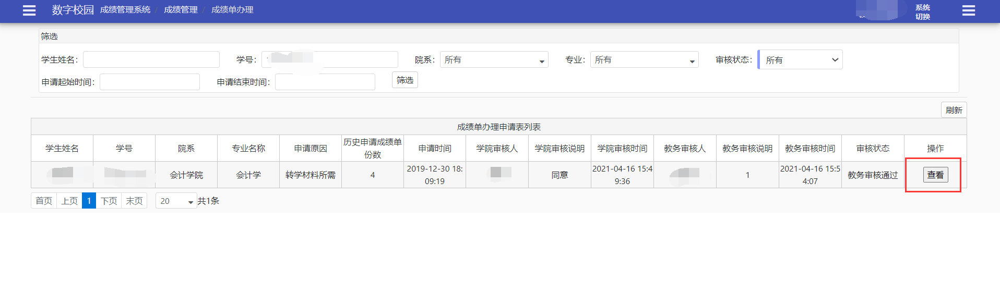 数字校园 成绩管理系统 / 成绩管理 / 成绩单办理 系统
切换
筛选
学生姓名： 学号： 院系： 所有 专业： 所有 审核状态： 所有
申请起始时间： 申请结束时间： 筛选
刷新
成绩单办理申请表列表
学生姓名 学号 院系 专业名称 申请原因 历史申请成绩单份数 申请时间 学院审核人 学院审核说明 学院审核时间 教务审核人 教务审核说明 教务审核时间 审核状态 操作
会计学院 会计学 转学材料所需 4 2019-12-30 18:09:19 同意 2021-04-16 15:49:36 1 2021-04-16 15:54:07 教务审核通过 查看
首页 上页 1 下页 末页 20 共1条